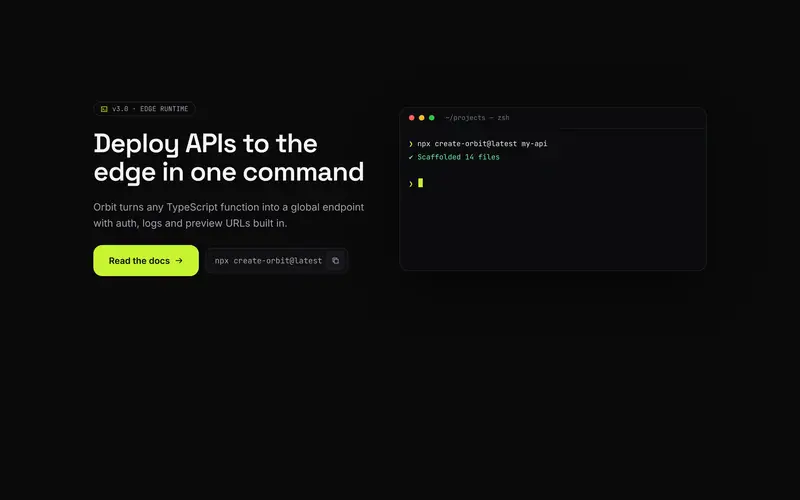 v3.0 · EDGE RUNTIME
Deploy APIs to the
edge in one command
Orbit turns any TypeScript function into a global endpoint
with auth, logs and preview URLs built in.
Read the docs →
npx create-orbit@latest
~/projects — zsh
❯ npx create-orbit@latest my-api
✔ Scaffolded 14 files
❯